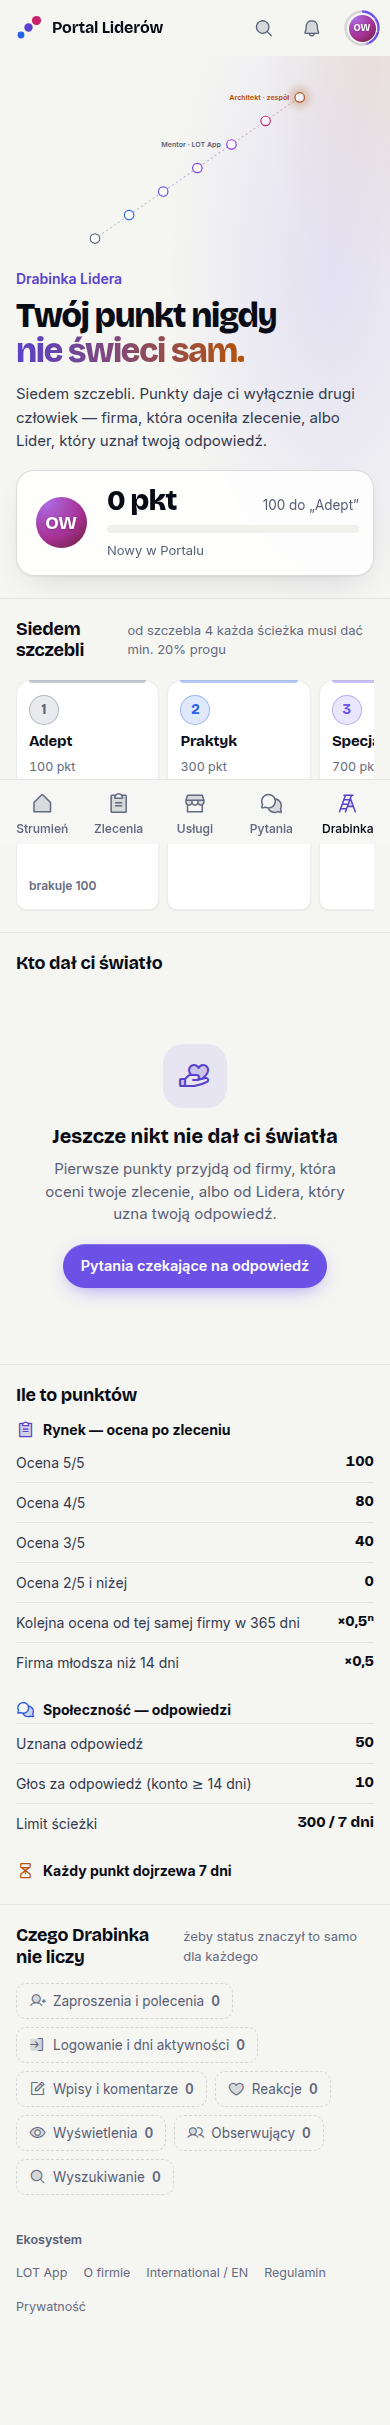 Portal Liderów
OW
Architekt · zespół
Mentor · LOT App
Drabinka Lidera
Twój punkt nigdy
nie świeci sam.
Siedem szczebli. Punkty daje ci wyłącznie drugi
człowiek — firma, która oceniła zlecenie, albo
Lider, który uznał twoją odpowiedź.
OW
0 pkt
100 do „Adept”
Nowy w Portalu
Siedem
szczebli
od szczebla 4 każda ścieżka musi dać
min. 20% progu
1
2
3
Adept
Praktyk
Specja
100 pkt
300 pkt
700 pk
Strumień
Zlecenia
Usługi
Pytania
Drabinka
brakuje 100
Kto dał ci światło
Jeszcze nikt nie dał ci światła
Pierwsze punkty przyjdą od firmy, która
oceni twoje zlecenie, albo od Lidera, który
uzna twoją odpowiedź.
Pytania czekające na odpowiedź
Ile to punktów
Rynek — ocena po zleceniu
Ocena 5/5 100
Ocena 4/5 80
Ocena 3/5 40
Ocena 2/5 i niżej 0
Kolejna ocena od tej samej firmy w 365 dni ×0,5ⁿ
Firma młodsza niż 14 dni ×0,5
Społeczność — odpowiedzi
Uznana odpowiedź 50
Głos za odpowiedź (konto ≥ 14 dni) 10
Limit ścieżki 300 / 7 dni
Każdy punkt dojrzewa 7 dni
Czego Drabinka
nie liczy
żeby status znaczył to samo
dla każdego
Zaproszenia i polecenia 0
Logowanie i dni aktywności 0
Wpisy i komentarze 0
Reakcje 0
Wyświetlenia 0
Obserwujący 0
Wyszukiwanie 0
Ekosystem
LOT App
O firmie
International / EN
Regulamin
Prywatność